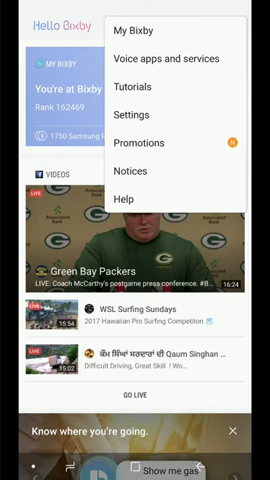 Hello Bixby
My Bixby
Voice apps and services
Tutorials
Settings
Promotions
N
Notices
Help
MY BIXBY
You're at Bixby
Rank 162469
1750 Samsung R
VIDEOS
LIVE
Associated Bank
Green Bay Packers
LIVE: Coach McCarthy's postgame press conference. #B...
16:24
LIVE
WSL Surfing Sundays
2017 Hawaiian Pro Surfing Competiton
15:54
LIVE
ਕੌਮ ਸਿੰਘਾਂ ਸਰਦਾਰਾਂ ਦੀ Qaum Singhan ...
Difficult Driving, Great Skill ! Wo...
15:02
GO LIVE
Know where you're going.
Show me gas